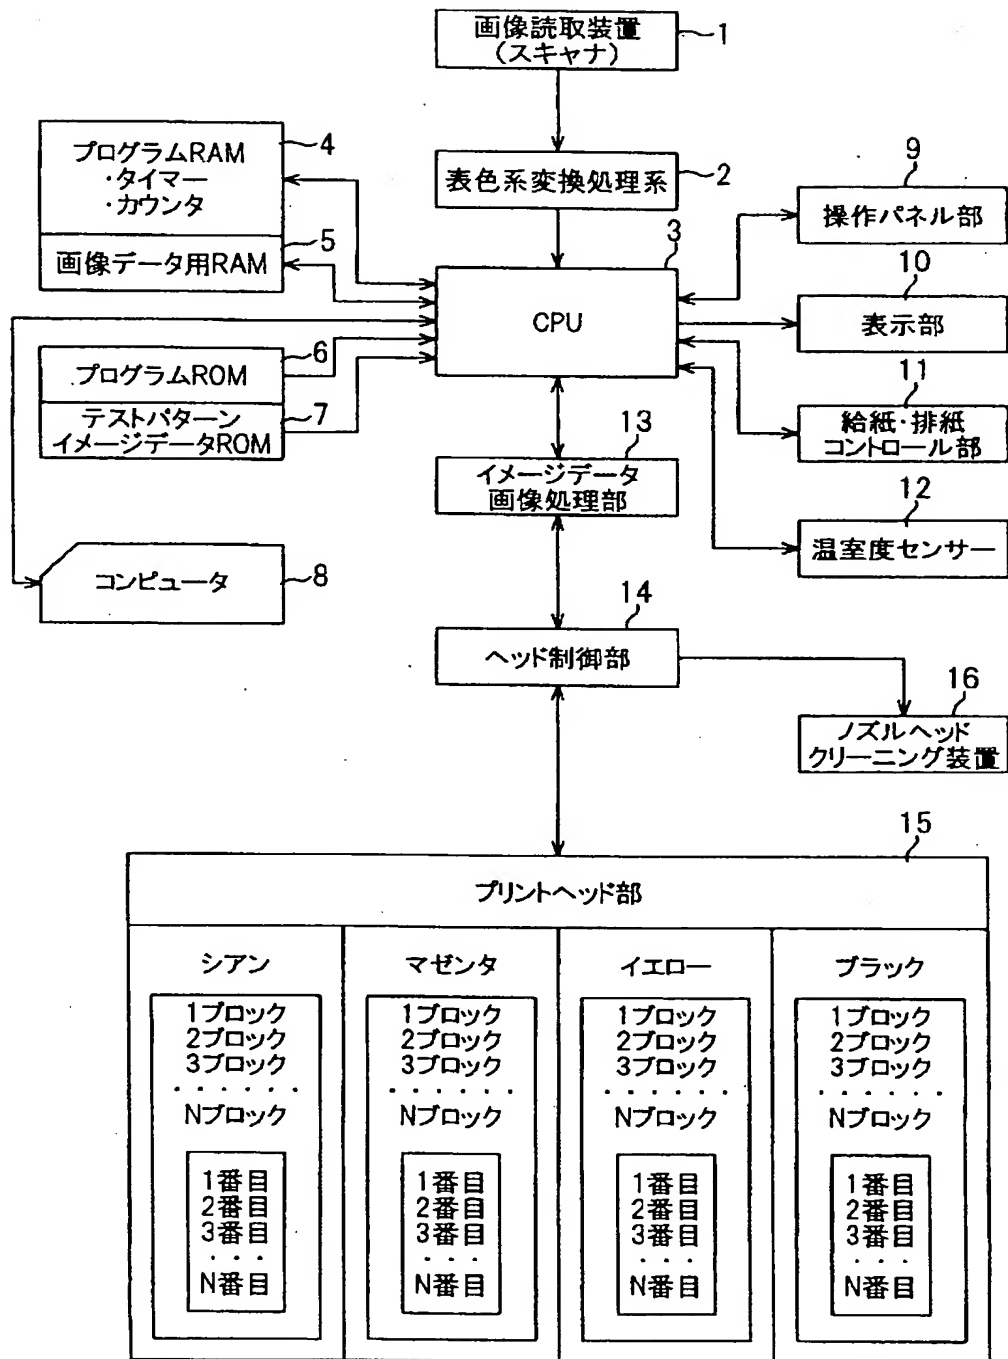 画像読取装置
(スキャナ)
1
表色系変換処理系
2
プログラムRAM
・タイマー
・カウンタ
4
画像データ用RAM
5
CPU
3
操作パネル部
9
表示部
10
プログラムROM
6
テストパターン
イメージデータROM
7
給紙・排紙
コントロール部
11
イメージデータ
画像処理部
13
温室度センサー
12
コンピュータ
8
ヘッド制御部
14
ノズルヘッド
クリーニング装置
16
プリントヘッド部
15
シアン
1ブロック
2ブロック
3ブロック
・・・・・・
Nブロック
1番目
2番目
3番目
・・・
N番目
マゼンタ
1ブロック
2ブロック
3ブロック
・・・・・・
Nブロック
1番目
2番目
3番目
・・・
N番目
イエロー
1ブロック
2ブロック
3ブロック
・・・・・・
Nブロック
1番目
2番目
3番目
・・・
N番目
ブラック
1ブロック
2ブロック
3ブロック
・・・・・・
Nブロック
1番目
2番目
3番目
・・・
N番目